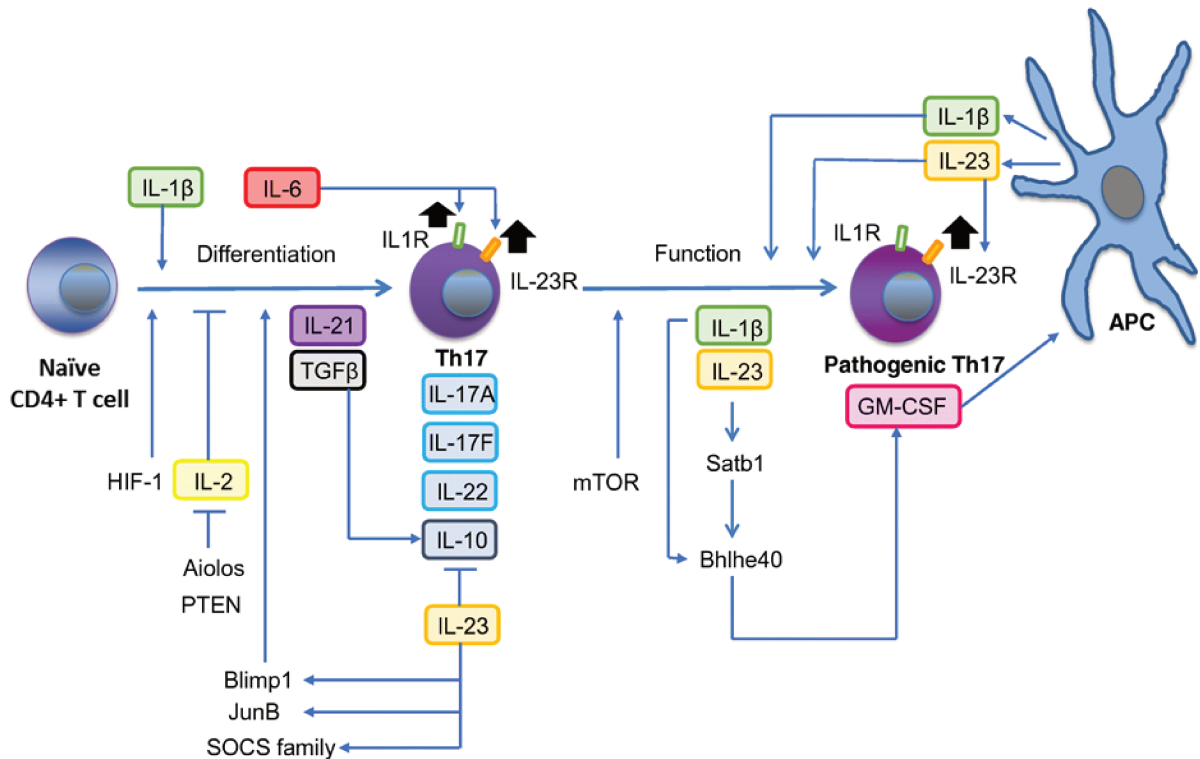 IL-1β
IL-23
IL-1β
IL-6
IL1R
IL-23R
IL1R
IL-23R
Differentiation
Function
APC
Naïve
CD4+ T cell
IL-21
TGFβ
Th17
IL-17A
IL-17F
IL-22
IL-10
IL-1β
IL-23
Pathogenic Th17
GM-CSF
HIF-1
IL-2
mTOR
Satb1
Bhlhe40
Aiolos
PTEN
IL-23
Blimp1
JunB
SOCS family